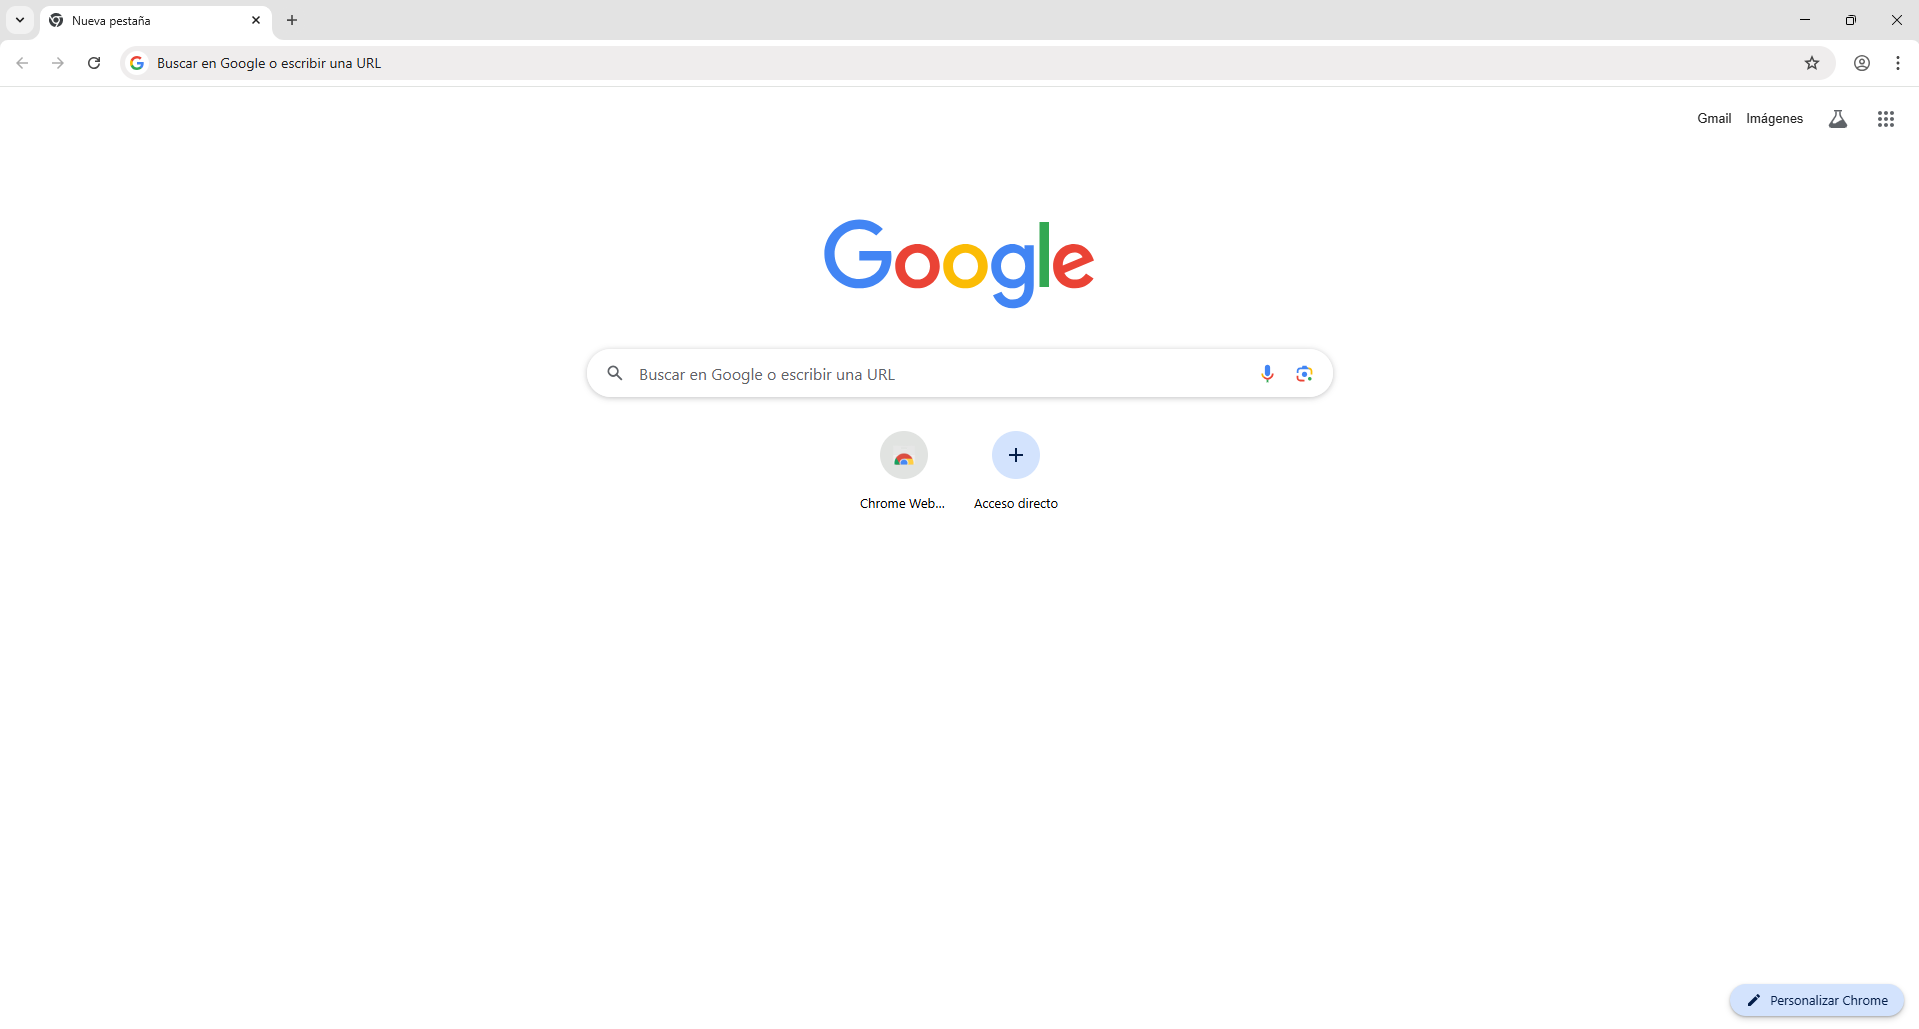 Nueva pestaña
Buscar en Google o escribir una URL
Gmail Imágenes
Google
Buscar en Google o escribir una URL
Chrome Web... Acceso directo
Personalizar Chrome